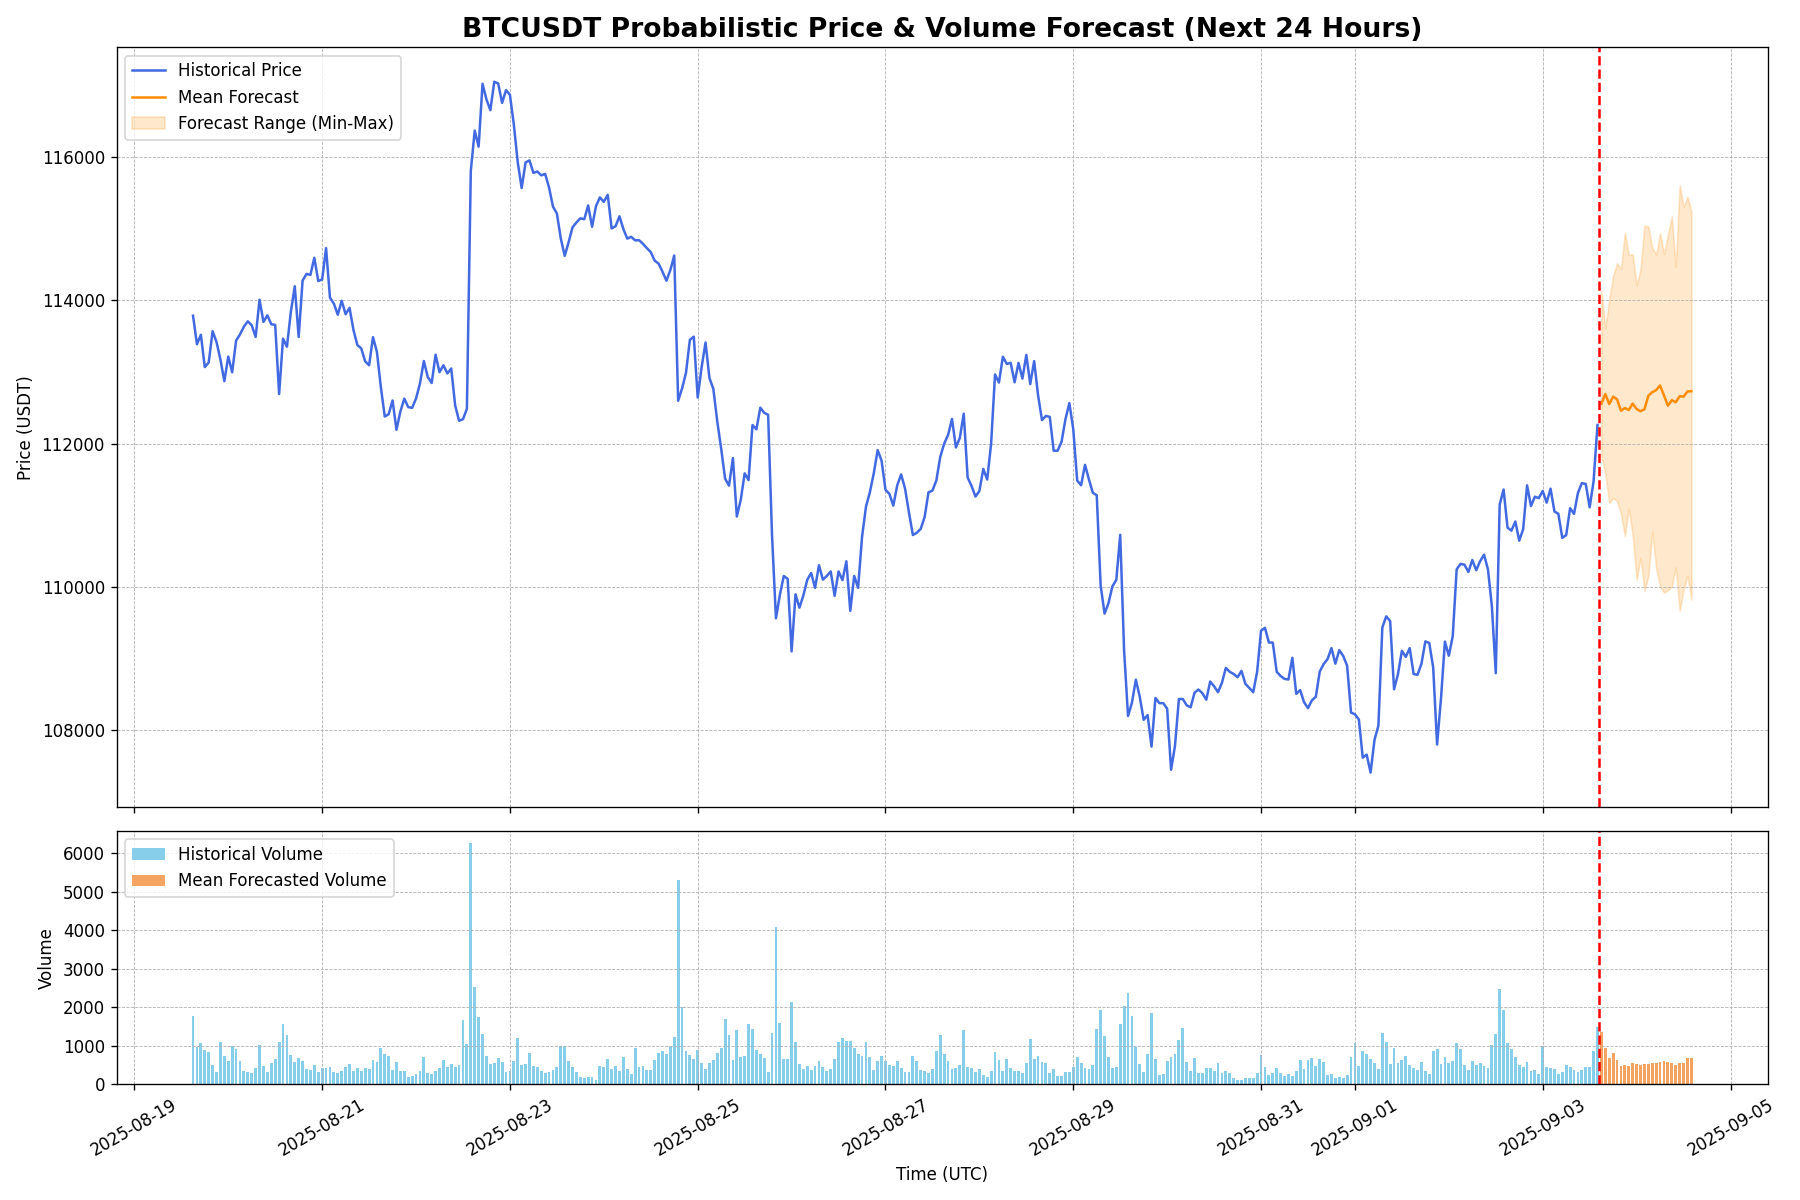 BTCUSDT Probabilistic Price & Volume Forecast (Next 24 Hours)
Historical Price
Mean Forecast
Forecast Range (Min-Max)
116000
114000
112000
110000
108000
Price (USDT)
Historical Volume
Mean Forecasted Volume
6000
5000
4000
3000
2000
1000
0
Volume
2025-08-19
2025-08-21
2025-08-23
2025-08-25
2025-08-27
2025-08-29
2025-08-31
2025-09-01
2025-09-03
2025-09-05
Time (UTC)